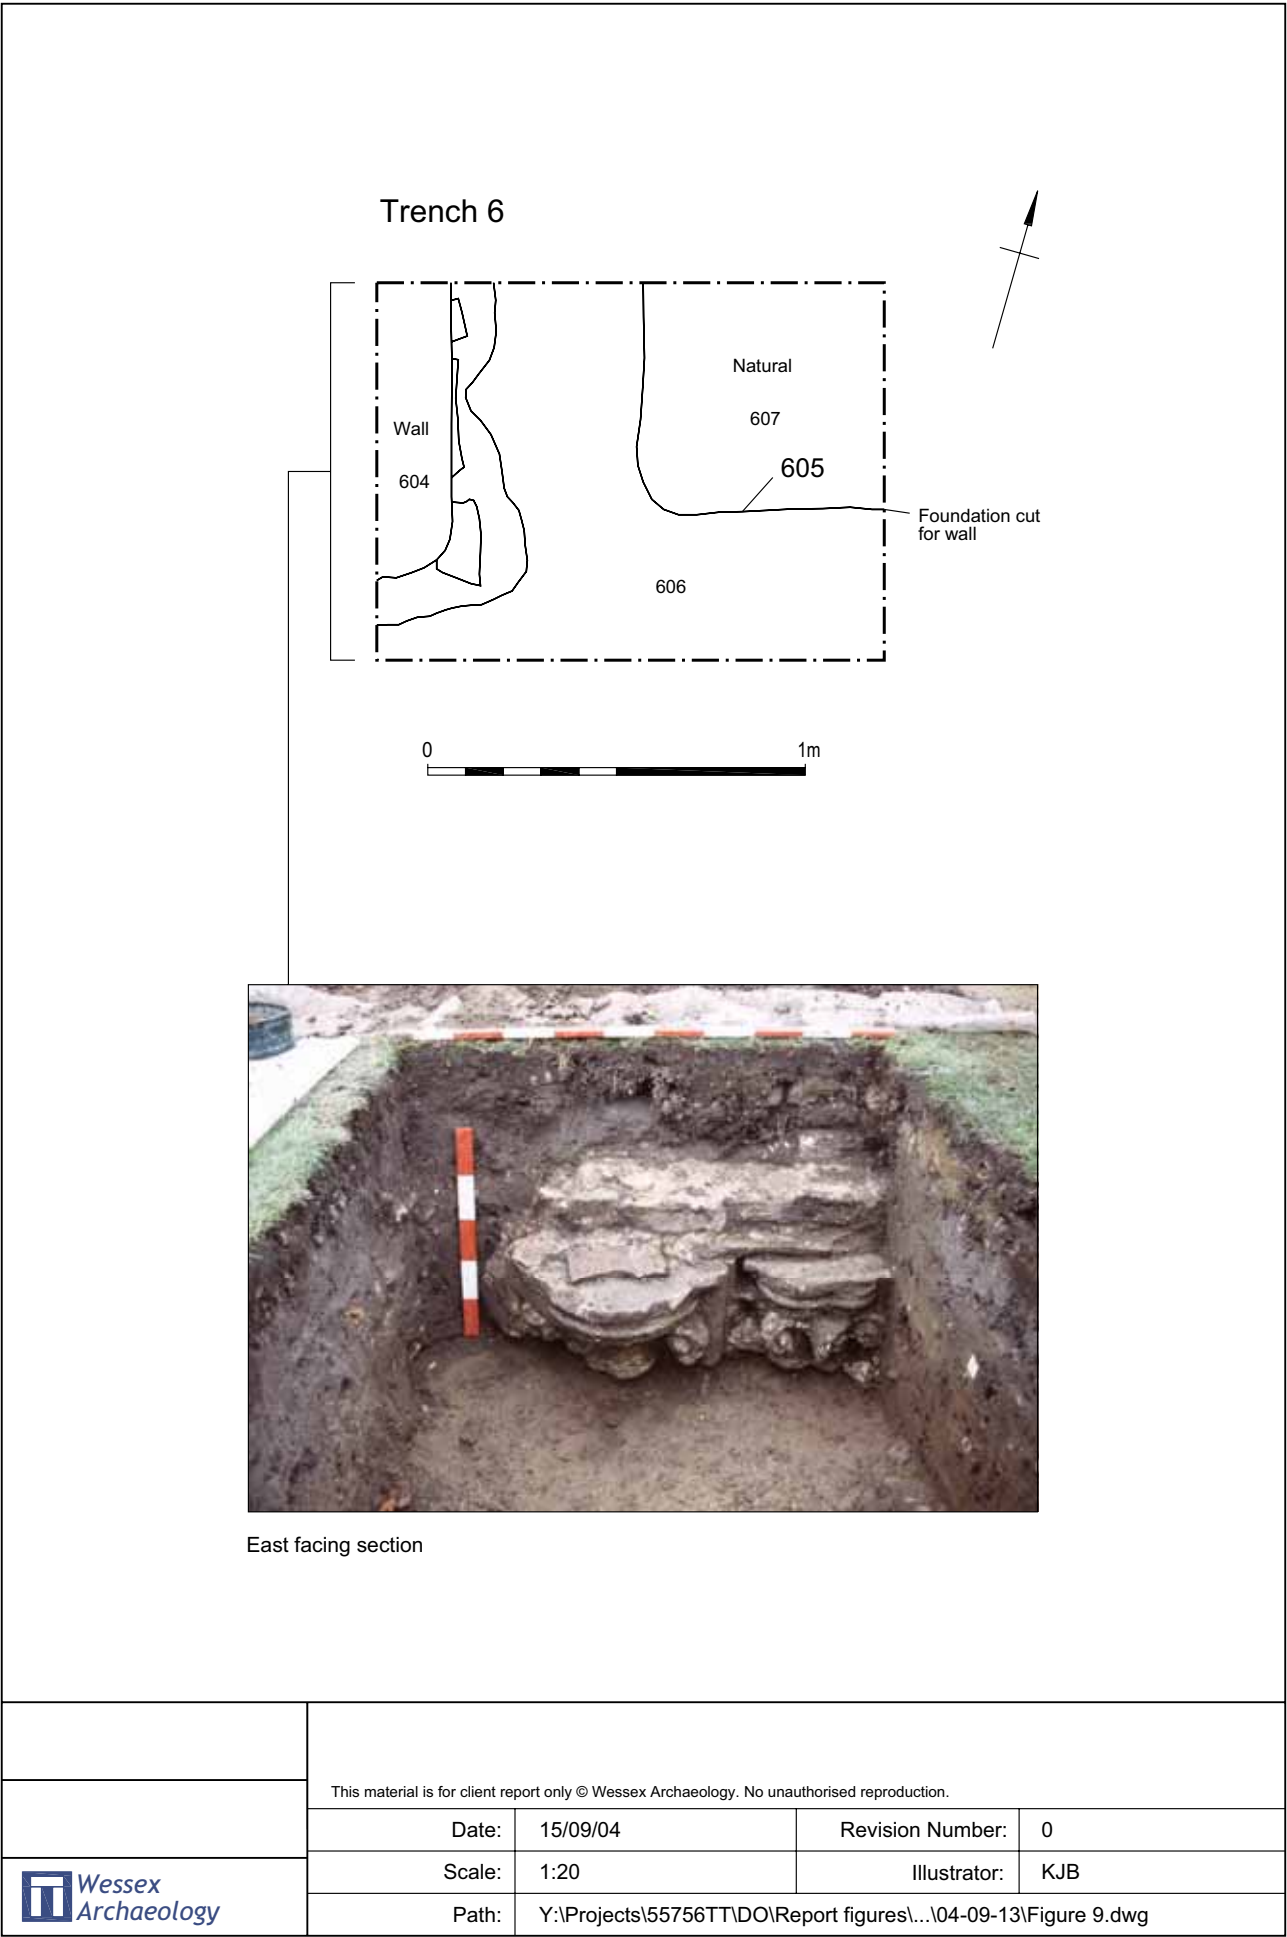 Trench 6
Natural
607
Wall
604
605
Foundation cut
for wall
606
0 1m
East facing section
This material is for client report only © Wessex Archaeology. No unauthorised reproduction.
Date: 15/09/04 Revision Number: 0
Scale: 1:20 Illustrator: KJB
Path: Y:\Projects\55756TT\DO\Report figures\...\04-09-13\Figure 9.dwg
Wessex
Archaeology